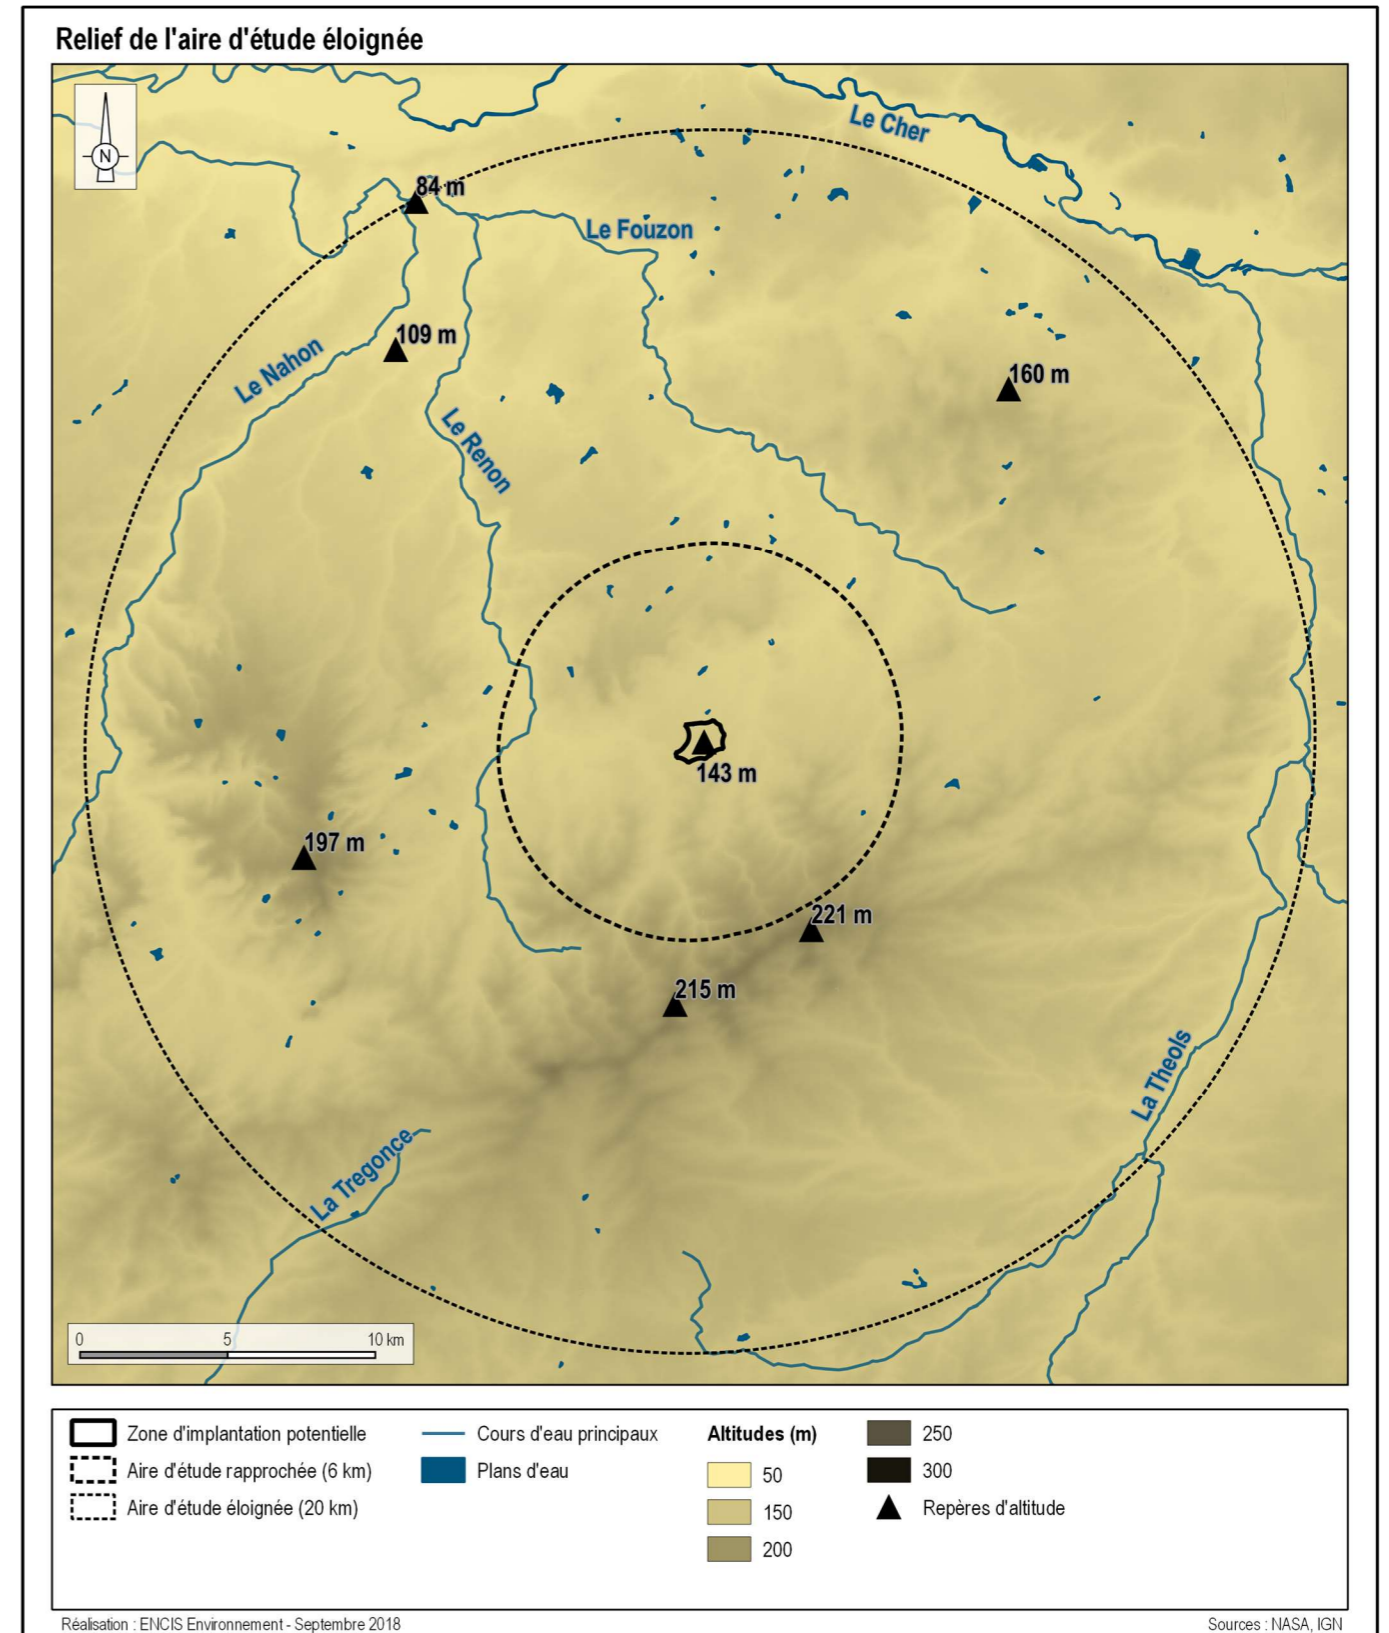 Relief de l'aire d'étude éloignée
N
Le Cher
84 m
Le Fouzon
109 m
Le Nahon
160 m
Le Renon
143 m
197 m
221 m
215 m
La Theols
La Tregonce
0 5 10 km
Zone d'implantation potentielle
Aire d'étude rapprochée (6 km)
Aire d'étude éloignée (20 km)
Cours d'eau principaux
Plans d'eau
Altitudes (m)
50
150
200
250
300
Repères d'altitude
Réalisation : ENCIS Environnement - Septembre 2018
Sources : NASA, IGN